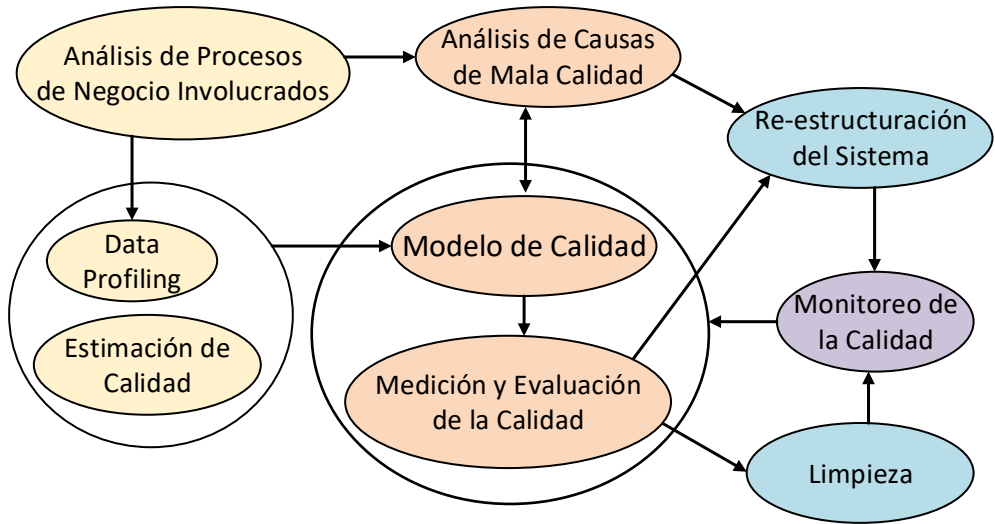 Análisis de Procesos
de Negocio Involucrados
Análisis de Causas
de Mala Calidad
Re-estructuración
del Sistema
Data
Profiling
Modelo de Calidad
Monitoreo de
la Calidad
Estimación de
Calidad
Medición y Evaluación
de la Calidad
Limpieza